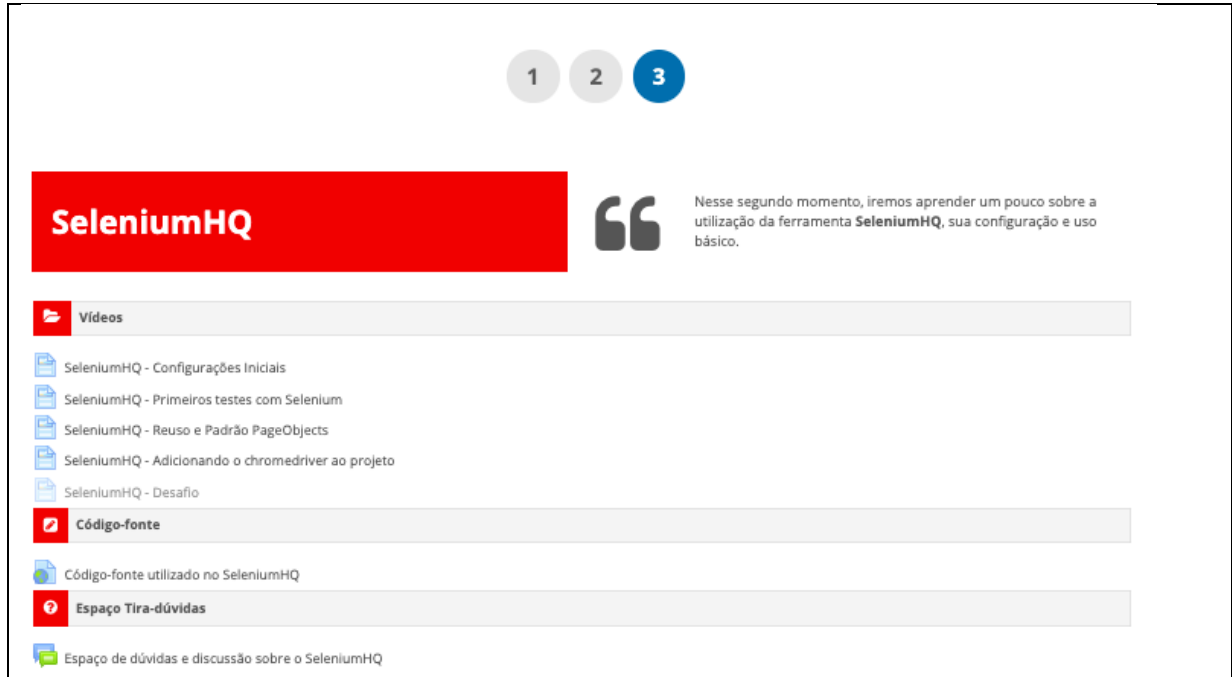 1 2 3
SeleniumHQ
Nesse segundo momento, iremos aprender um pouco sobre a
utilização da ferramenta SeleniumHQ, sua configuração e uso
básico.
Vídeos
SeleniumHQ - Configurações Iniciais
SeleniumHQ - Primeiros testes com Selenium
SeleniumHQ - Reuso e Padrão PageObjects
SeleniumHQ - Adicionando o chromedriver ao projeto
SeleniumHQ - Desafio
Código-fonte
Código-fonte utilizado no SeleniumHQ
Espaço Tira-dúvidas
Espaço de dúvidas e discussão sobre o SeleniumHQ